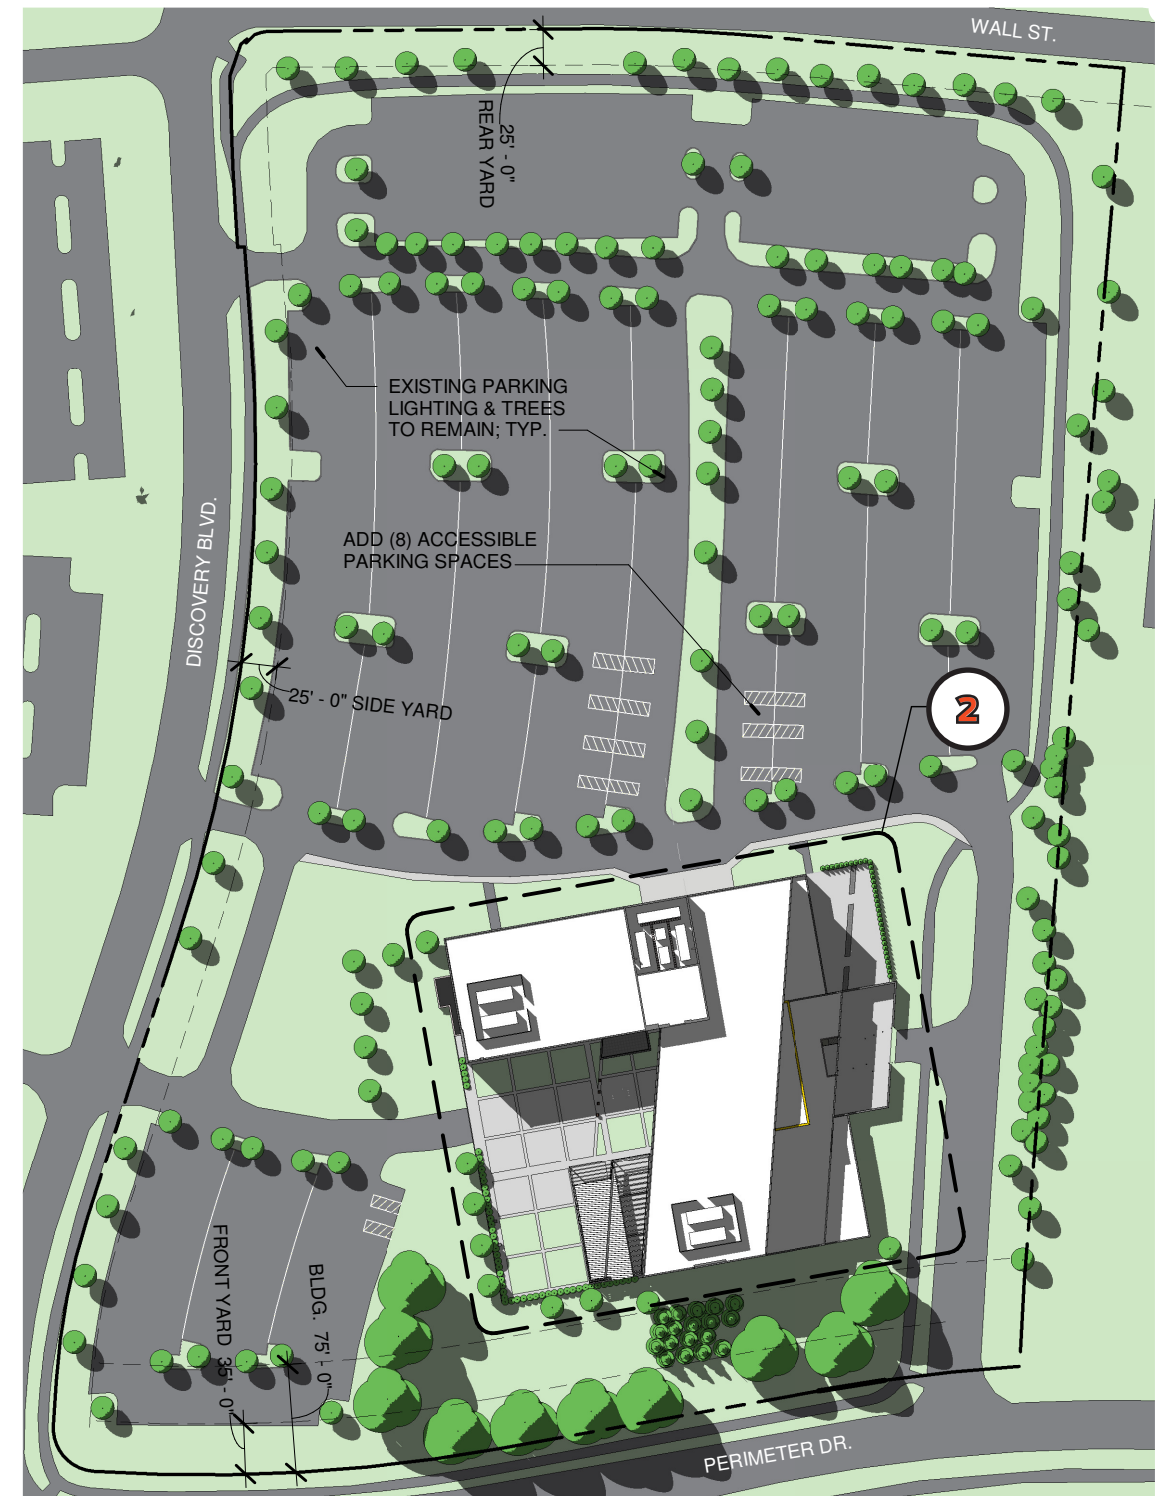 WALL ST.
25' - 0"
REAR YARD
EXISTING PARKING
LIGHTING & TREES
TO REMAIN; TYP.
DISCOVERY BLVD.
ADD (8) ACCESSIBLE
PARKING SPACES
25' - 0" SIDE YARD
2
FRONT YARD 35' - 0"
BLDG. 75' - 0"
PERIMETER DR.